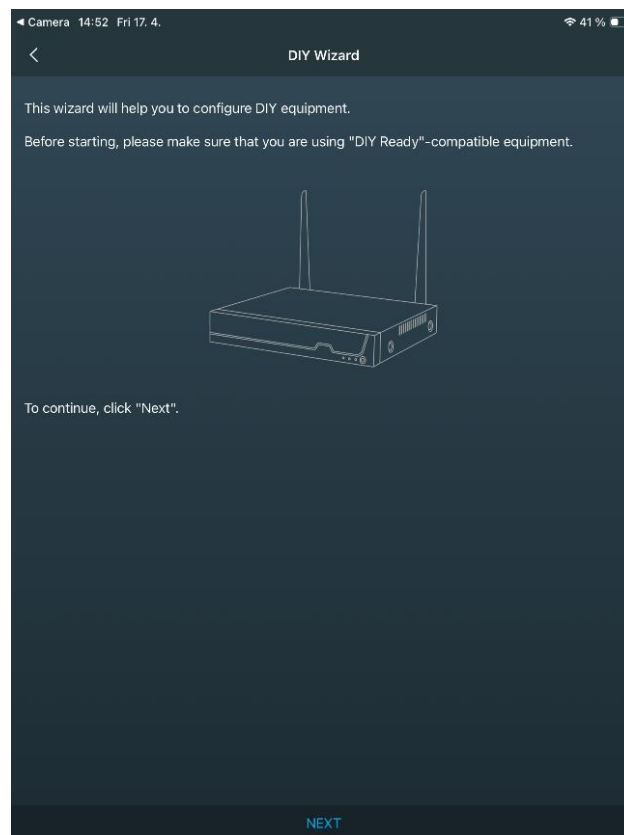 ◄ Camera 14:52 Fri 17. 4. 41 %
DIY Wizard
This wizard will help you to configure DIY equipment.
Before starting, please make sure that you are using "DIY Ready"-compatible equipment.
To continue, click "Next".
NEXT